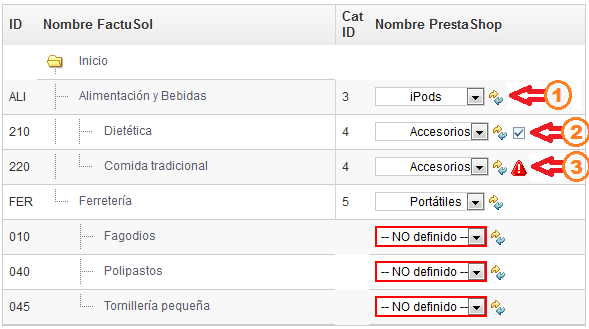 ID Nombre FactuSol Cat ID Nombre PrestaShop
Inicio
ALI Alimentación y Bebidas 3 iPods 1
210 Dietética 4 Accesorios 2
220 Comida tradicional 4 Accesorios 3
FER Ferretería 5 Portátiles
010 Fagodios -- NO definido --
040 Polipastos -- NO definido --
045 Tornillería pequeña -- NO definido --